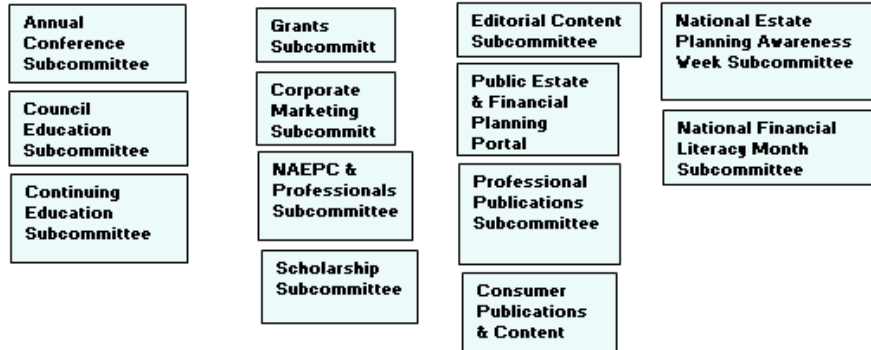 Annual
Conference
Subcommittee
Council
Education
Subcommittee
Continuing
Education
Subcommittee
Grants
Subcommitt
Corporate
Marketing
Subcommitt
NAEPC &
Professionals
Subcommittee
Scholarship
Subcommittee
Editorial Content
Subcommittee
Public Estate
& Financial
Planning
Portal
Professional
Publications
Subcommittee
Consumer
Publications
& Content
National Estate
Planning Awareness
Week Subcommittee
National Financial
Literacy Month
Subcommittee